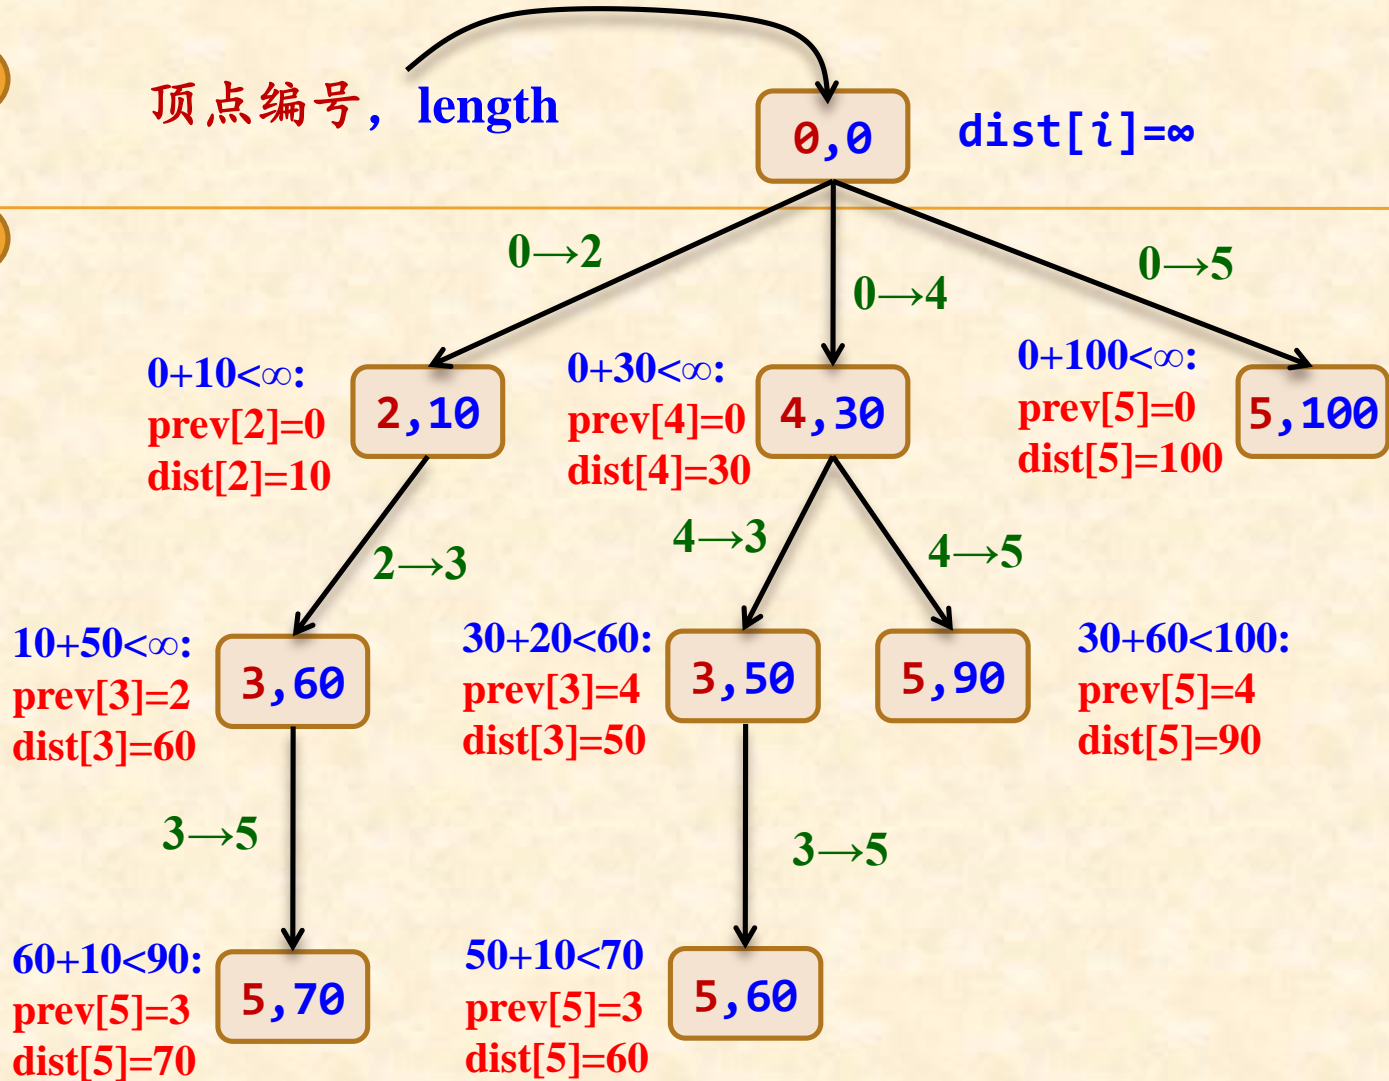 顶点编号，length
0,0
dist[i]=∞
0→2
0→4
0→5
0+10<∞:
prev[2]=0
dist[2]=10
2,10
0+30<∞:
prev[4]=0
dist[4]=30
4,30
0+100<∞:
prev[5]=0
dist[5]=100
5,100
2→3
4→3
4→5
10+50<∞:
prev[3]=2
dist[3]=60
3,60
30+20<60:
prev[3]=4
dist[3]=50
3,50
5,90
30+60<100:
prev[5]=4
dist[5]=90
3→5
3→5
60+10<90:
prev[5]=3
dist[5]=70
5,70
50+10<70
prev[5]=3
dist[5]=60
5,60